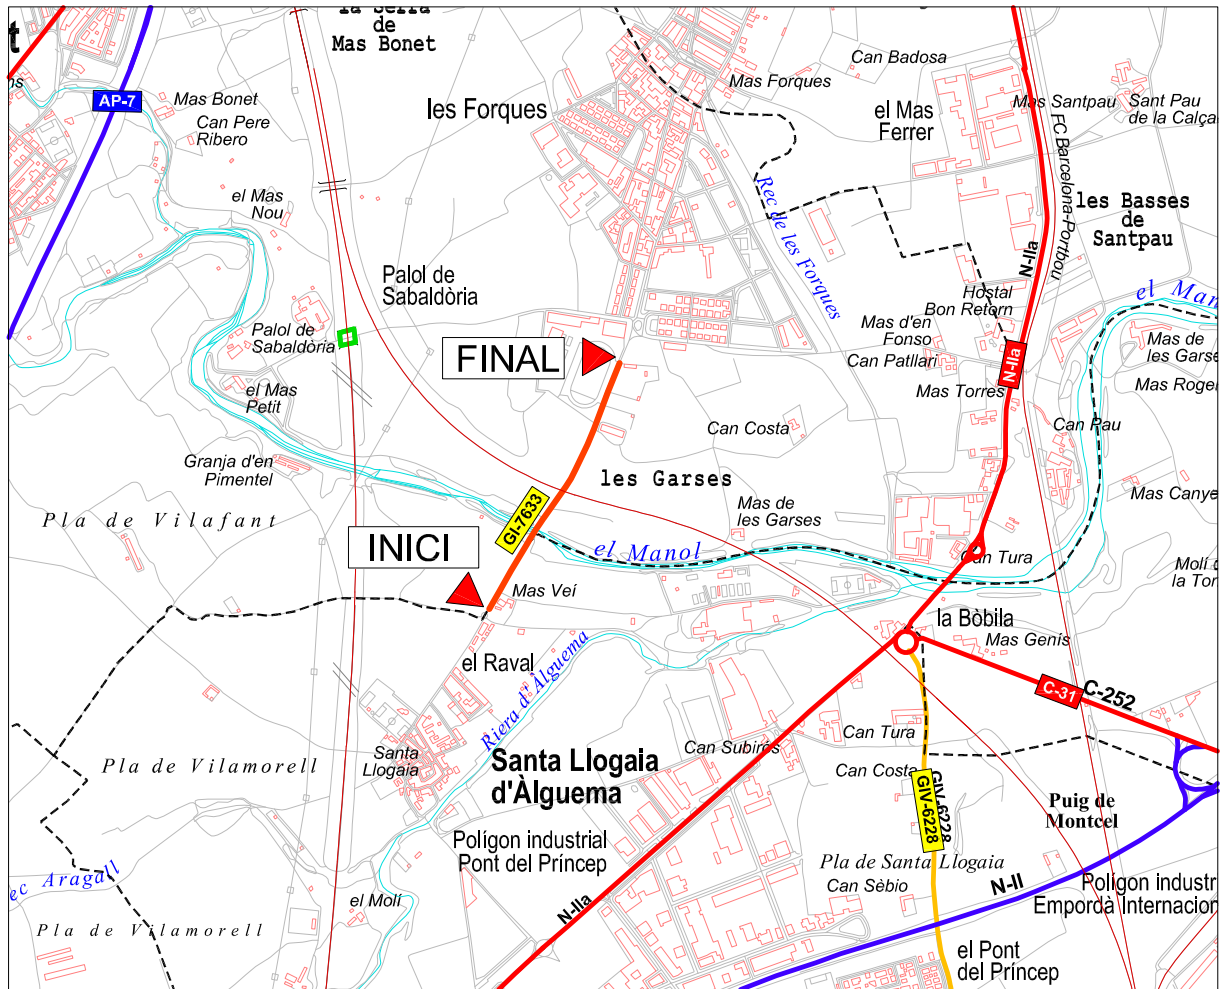 la Serra
de
Mas Bonet
t
AP-7
Mas Bonet
Can Pere
Ribero
les Forques
Mas Forques
Can Badosa
el Mas
Ferrer
Mas Santpau
Sant Pau
de la Calça
FC Barcelona-Portbou
el Mas
Nou
Rec de les Forques
les Basses
de
Santpau
N-IIa
Palol de
Sabaldòria
Hostal
Bon Retorn
el Man
Palol de
Sabaldòria
Mas d'en
Fonso
Can Patllari
Mas de
les Garse
FINAL
N-IIa
Mas Torres
Mas Roger
el Mas
Petit
Can Costa
Can Pau
Granja d'en
Pimentel
les Garses
Mas de
les Garses
Mas Canye
Pla de Vilafant
GI-7633
INICI
el Manol
Can Tura
Molí d
la Tor
Mas Veí
la Bòbila
Mas Genís
el Raval
Riera d'Àlguema
C-31
C-252
Santa
Llogaia
Santa Llogaia
d'Àlguema
Can Subirós
Can Tura
Pla de Vilamorell
Can Costa
GIV-6228
GIV-6228
Puig de
Montcel
Polígon industrial
Pont del Príncep
Pla de Santa Llogaia
Can Sèbio
N-II
Polígon industr
Empordà Internacion
ec Aragall
el Molí
N-IIa
Pla de Vilamorell
el Pont
del Príncep